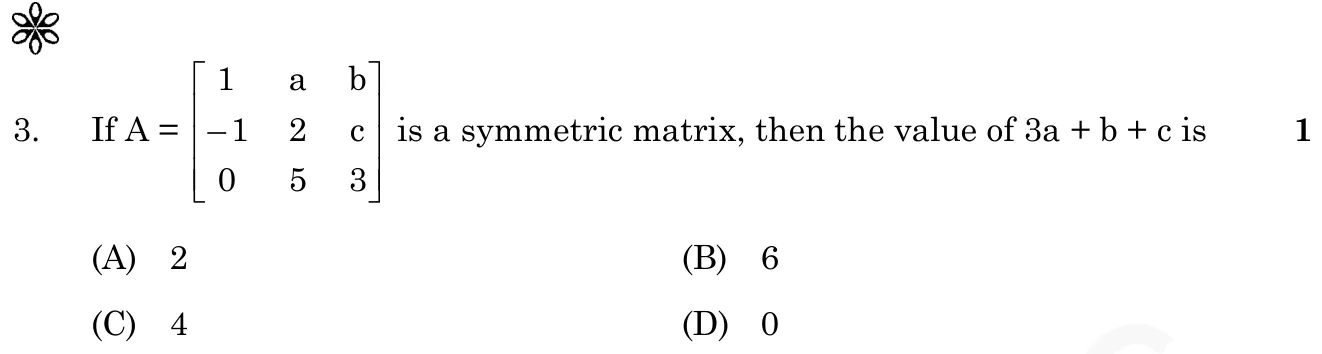 3. If A = [ 1 a b
-1 2 c
0 5 3 ] is a symmetric matrix, then the value of 3a + b + c is 1
(A) 2 (B) 6
(C) 4 (D) 0